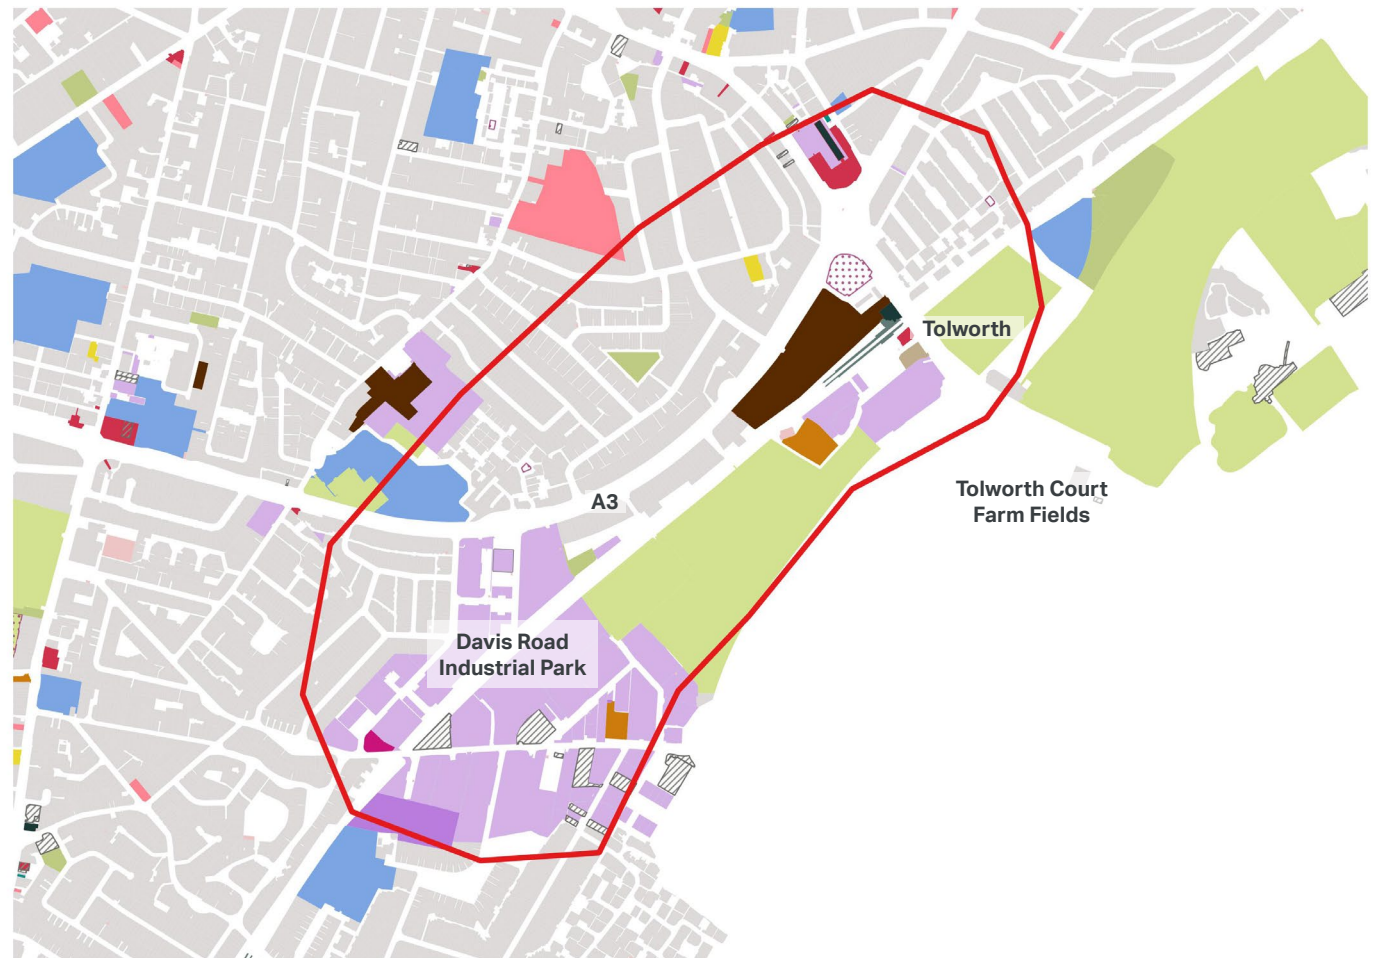 Tolworth
Tolworth Court
Farm Fields
A3
Davis Road
Industrial Park